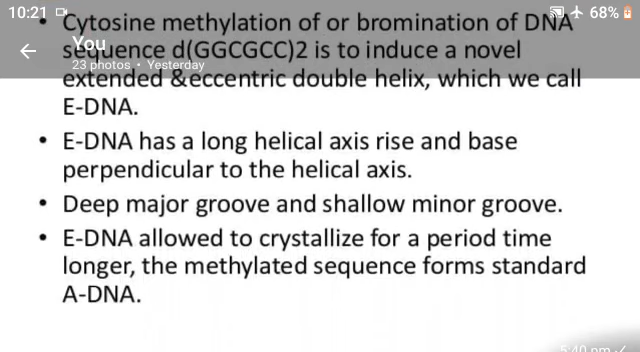 10:21 68%
• Cytosine methylation of or bromination of DNA
You
sequence d(GGCGCC)2 is to induce a novel
23 photos • Yesterday
extended &eccentric double helix, which we call
E-DNA.
• E-DNA has a long helical axis rise and base
perpendicular to the helical axis.
• Deep major groove and shallow minor groove.
• E-DNA allowed to crystallize for a period time
longer, the methylated sequence forms standard
A-DNA.
5:40 pm